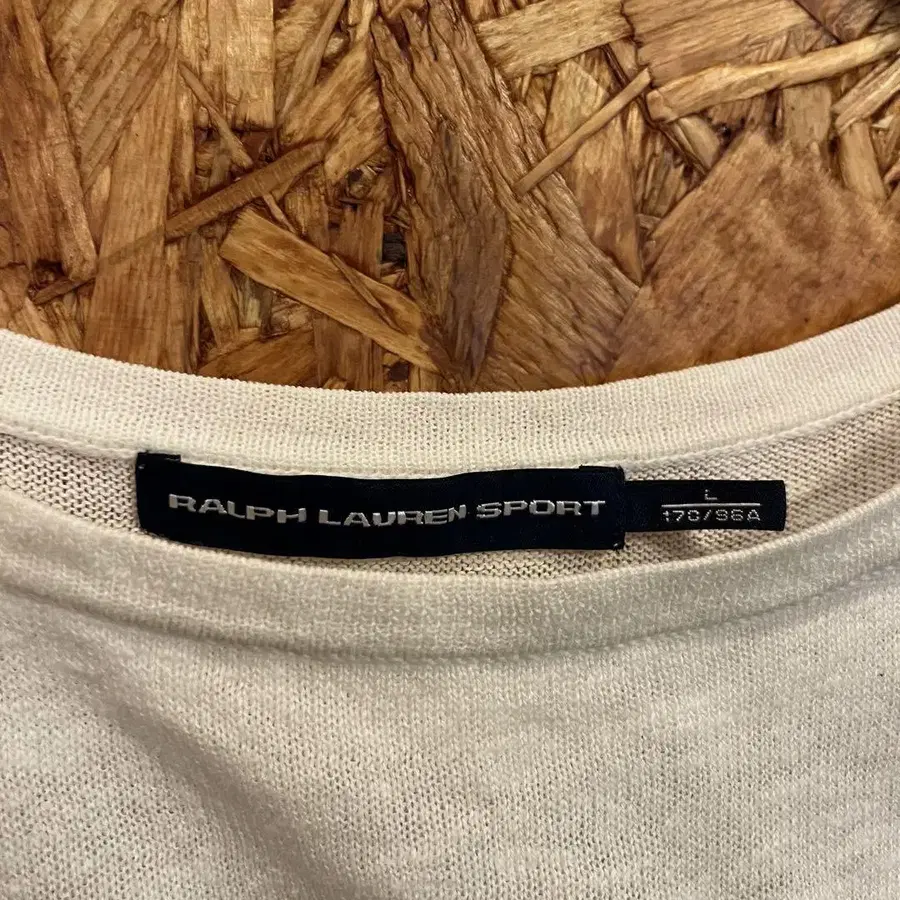 RALPH LAUREN SPORT
L
170/96A